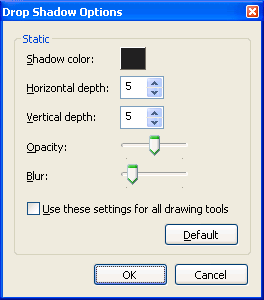 Drop Shadow Options
Static
Shadow color:
Horizontal depth: 5
Vertical depth: 5
Opacity:
Blur:
Use these settings for all drawing tools
Default
OK Cancel